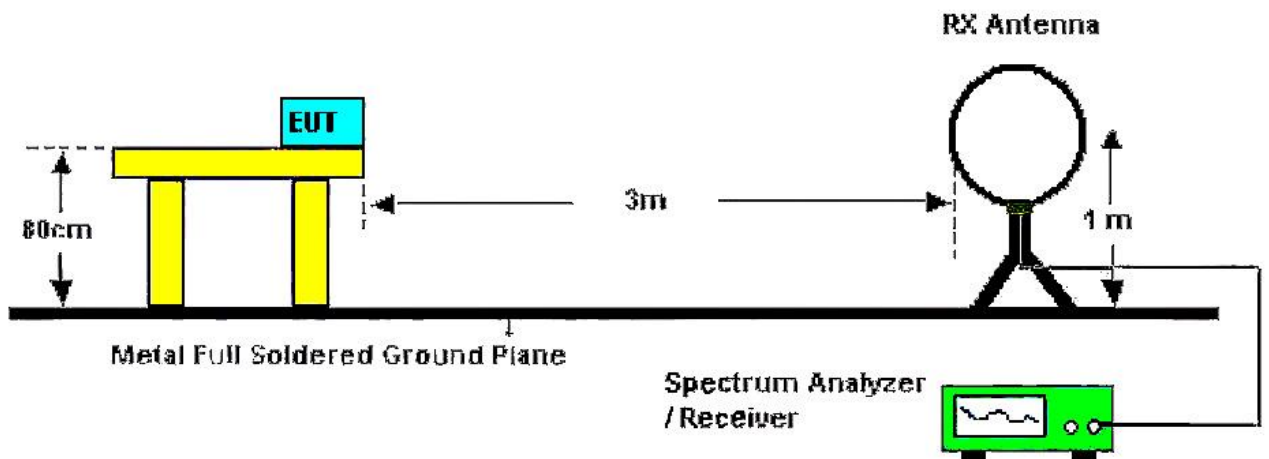 RX Antenna
EUT
80cm
3m
1 m
Metal Full Soldered Ground Plane
Spectrum Analyzer
/ Receiver